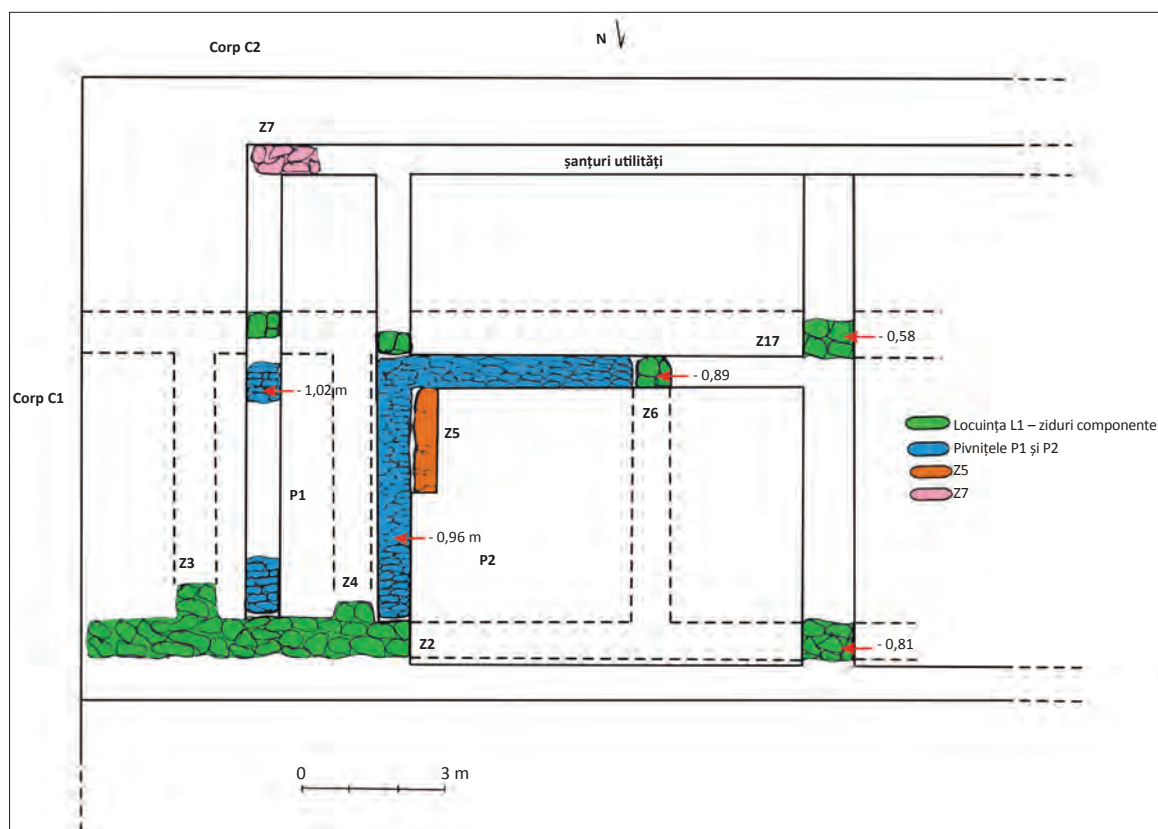 Corp C2
N
Z7
șanțuri utilități
Z17
- 0,58
- 0,89
Corp C1
- 1,02 m
Z5
Z6
Locuința L1 – ziduri componente
Pivnițele P1 și P2
Z5
Z7
P1
- 0,96 m
P2
Z3
Z4
Z2
- 0,81
0 3 m